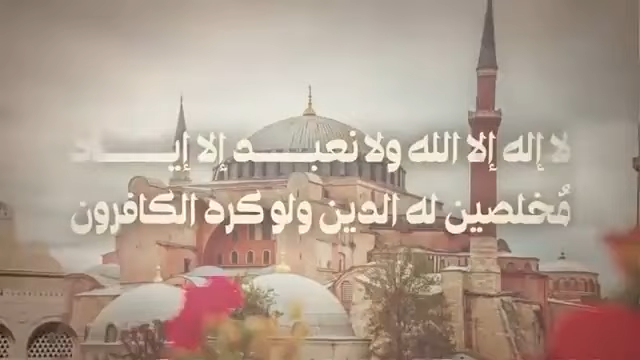 لا إله إلا الله ولا نعبد إلا إياه
مُخلصين له الدين ولو كره الكافرون